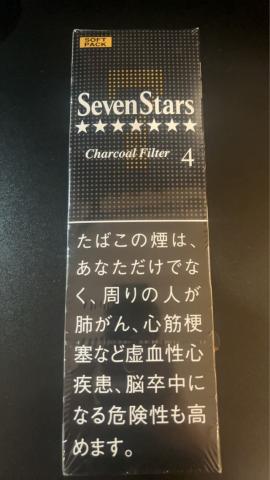 SOFT
PACK
7
Seven Stars
★★★★★★★
Charcoal Filter 4
たばこの煙は、
あなただけでな
く、周りの人が
肺がん、心筋梗
塞など虚血性心
疾患、脳卒中に
なる危険性も高
めます。